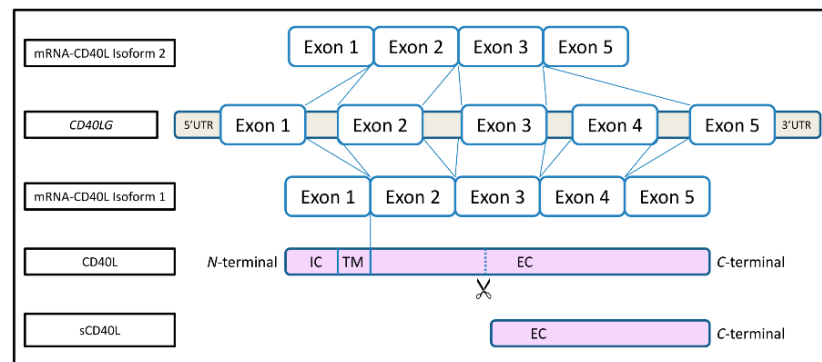 mRNA-CD40L Isoform 2
Exon 1 Exon 2 Exon 3 Exon 5
CD40LG
5'UTR Exon 1 Exon 2 Exon 3 Exon 4 Exon 5 3'UTR
mRNA-CD40L Isoform 1
Exon 1 Exon 2 Exon 3 Exon 4 Exon 5
CD40L
N-terminal IC TM EC C-terminal
sCD40L
EC C-terminal